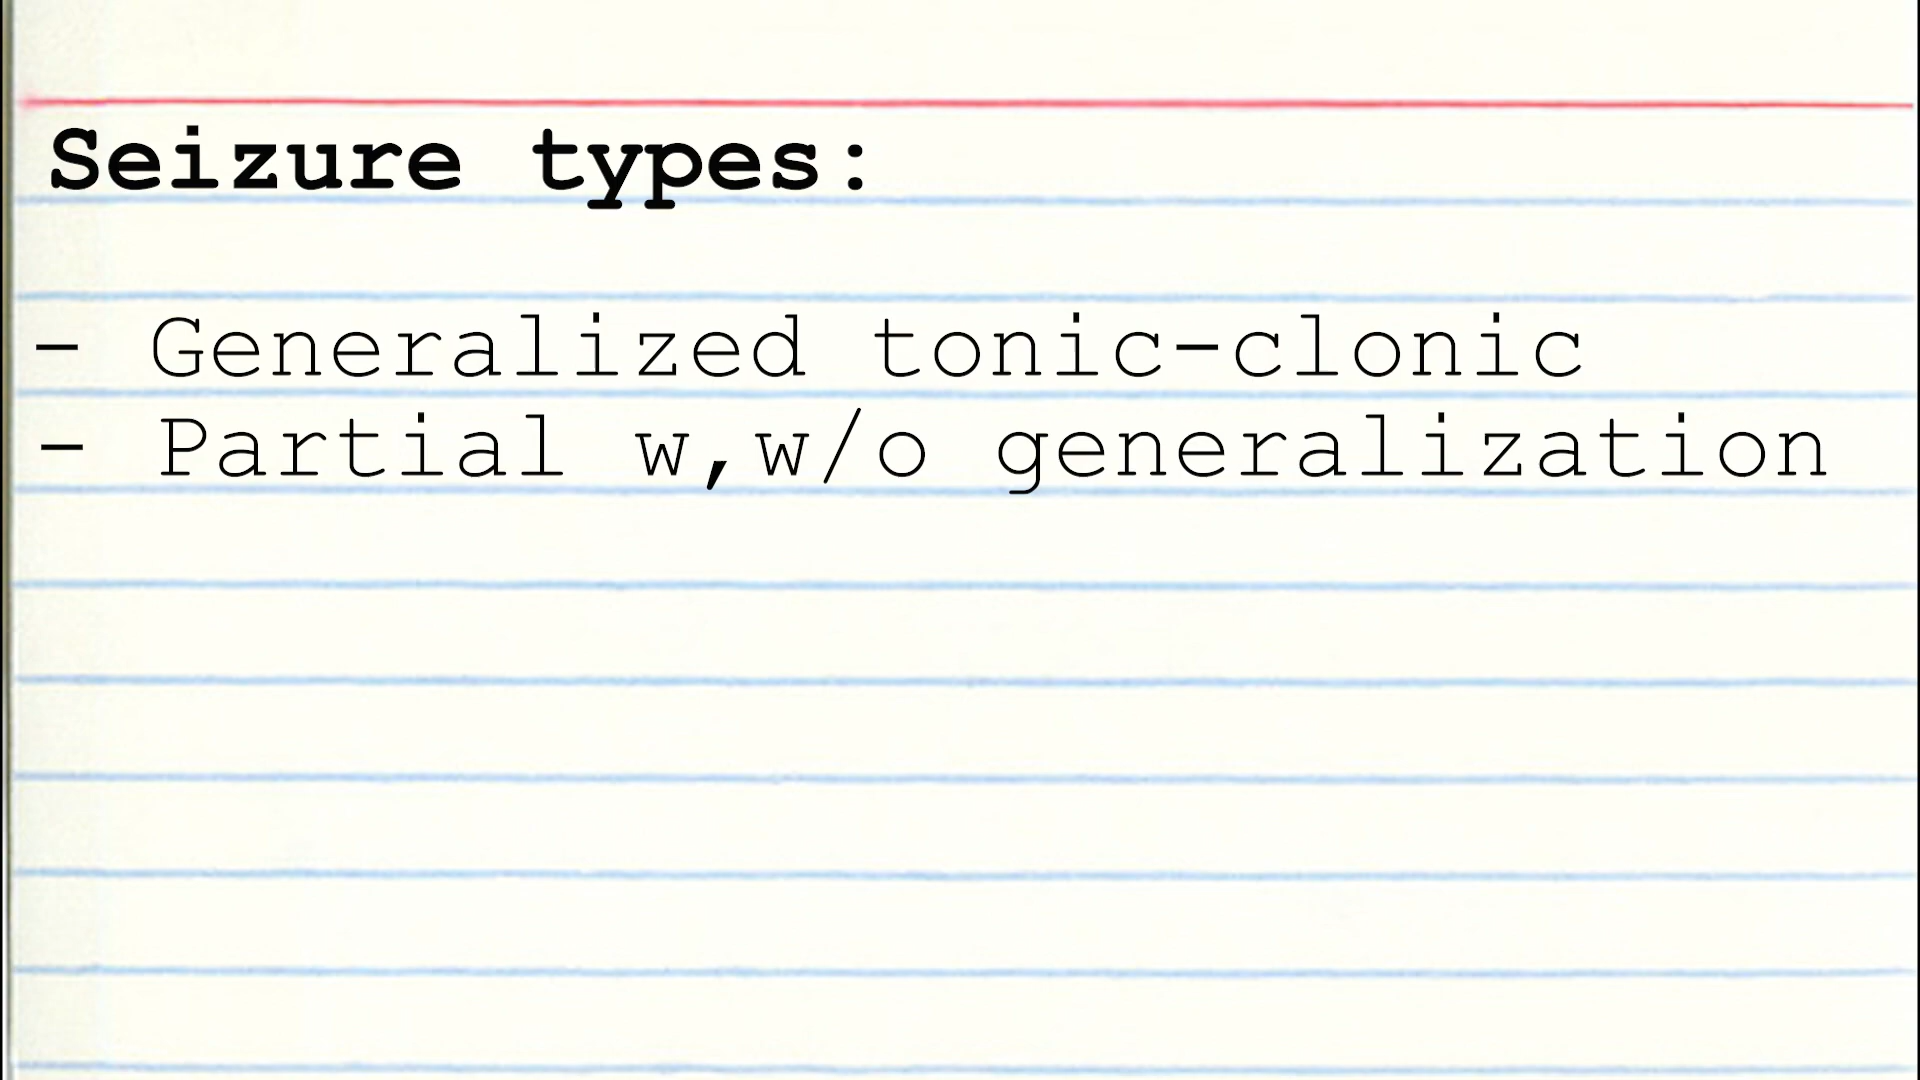 Seizure types:
- Generalized tonic-clonic
- Partial w,w/o generalization